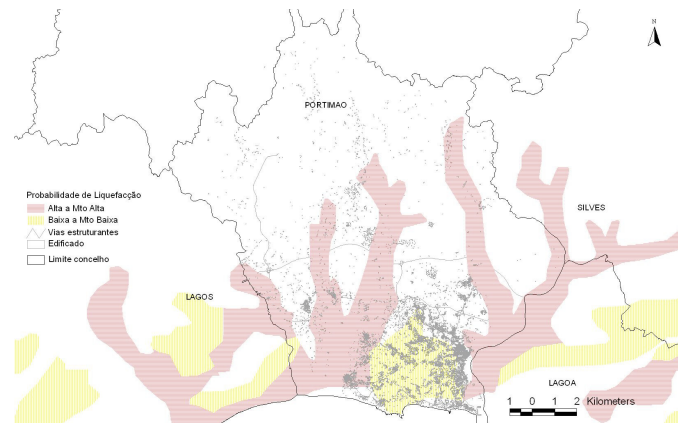 N
PORTIMAO
SILVES
Probabilidade de Liquefacção
Alta a Mto Alta
Baixa a Mto Baixa
Vias estruturantes
Edificado
Limite concelho
LAGOS
LAGOA
1 0 1 2 Kilometers